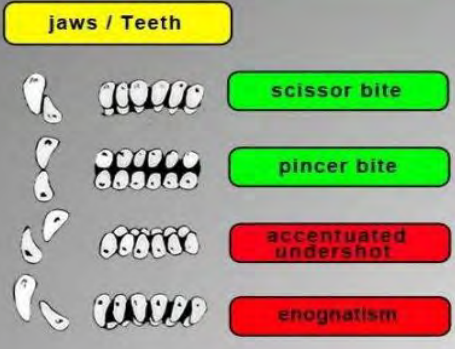 jaws / Teeth
scissor bite
pincer bite
accentuated
undershot
enognatism